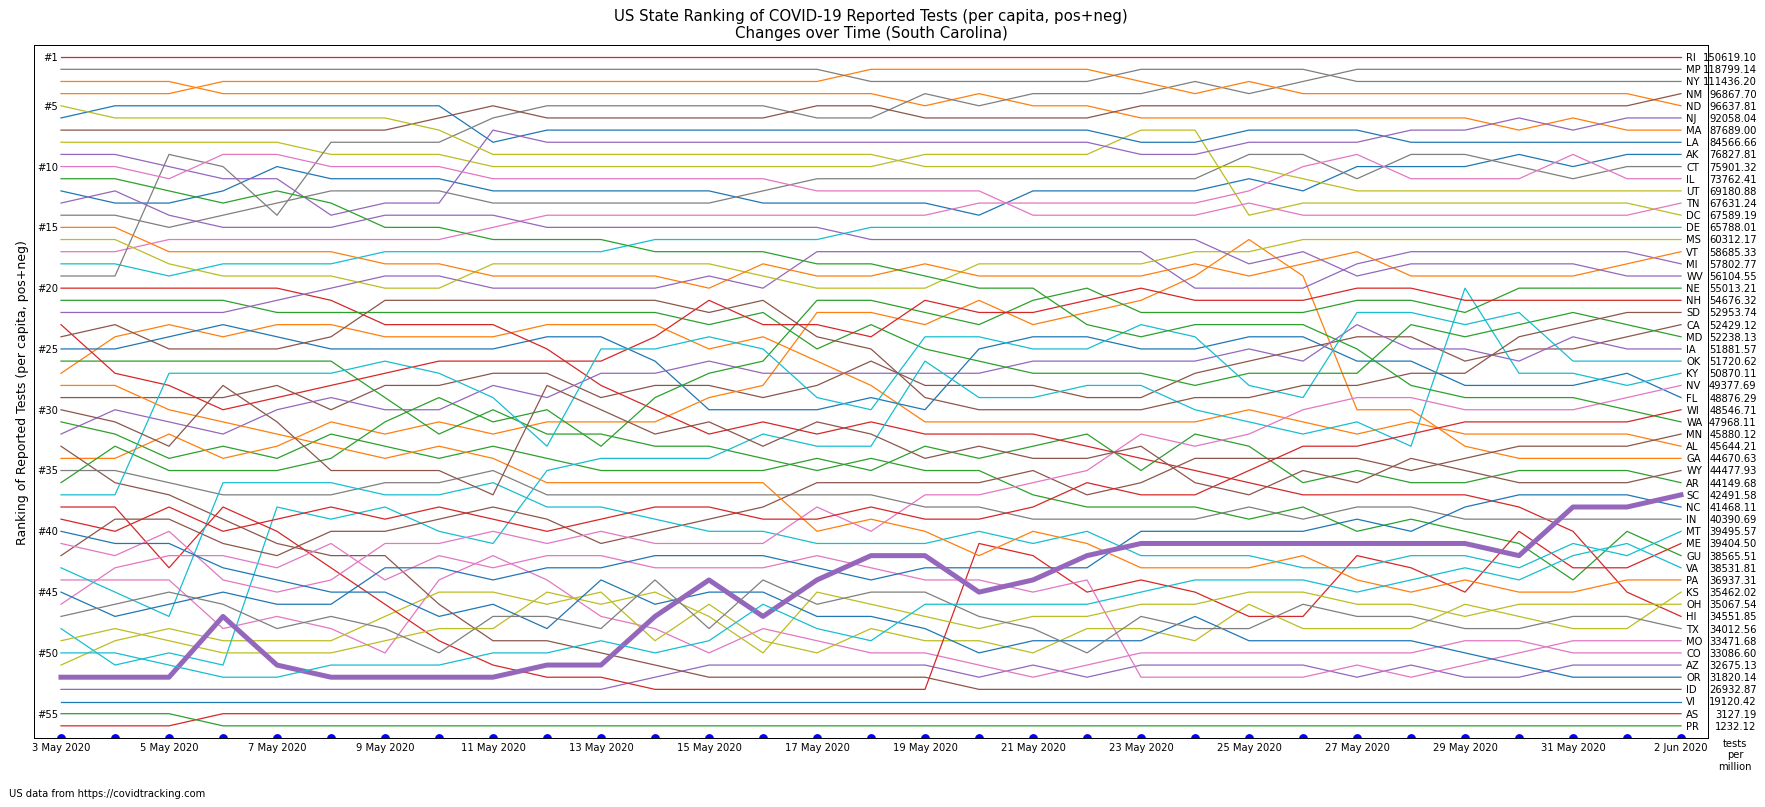 US State Ranking of COVID-19 Reported Tests (per capita, pos+neg)
Changes over Time (South Carolina)
Ranking of Reported Tests (per capita, pos+neg)
#1
#5
#10
#15
#20
#25
#30
#35
#40
#45
#50
#55
RI 150619.10
MP 118799.14
NY 111436.20
NM 96867.70
ND 96637.81
NJ 92058.04
MA 87689.00
LA 84566.66
AK 76827.81
CT 75901.32
IL 73762.41
UT 69180.88
TN 67631.24
DC 67589.19
DE 65788.01
MS 60312.17
VT 58685.33
MI 57802.77
WV 56104.55
NE 55013.21
NH 54676.32
SD 52953.74
CA 52429.12
MD 52238.13
IA 51881.57
OK 51720.62
KY 50870.11
NV 49377.69
FL 48876.29
WI 48546.71
WA 47968.11
MN 45880.12
AL 45644.21
GA 44670.63
WY 44477.93
AR 44149.68
SC 42491.58
NC 41468.11
IN 40390.69
MT 39495.57
ME 39404.50
GU 38565.51
VA 38531.81
PA 36937.31
KS 35462.02
OH 35067.54
HI 34551.85
TX 34012.56
MO 33471.68
CO 33086.60
AZ 32675.13
OR 31820.14
ID 26932.87
VI 19120.42
AS 3127.19
PR 1232.12
3 May 2020 5 May 2020 7 May 2020 9 May 2020 11 May 2020 13 May 2020 15 May 2020 17 May 2020 19 May 2020 21 May 2020 23 May 2020 25 May 2020 27 May 2020 29 May 2020 31 May 2020 2 Jun 2020
tests
per
million
US data from https://covidtracking.com